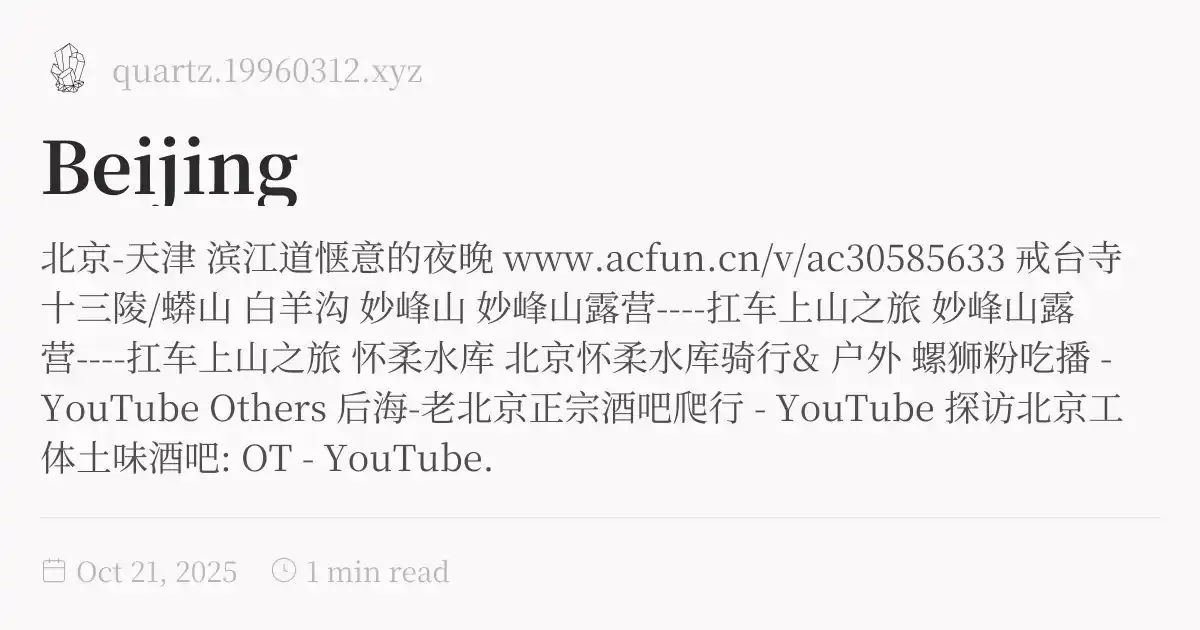 quartz.19960312.xyz
Beijing
北京-天津 滨江道惬意的夜晚 www.acfun.cn/v/ac30585633 戒台寺
十三陵/蟒山 白羊沟 妙峰山 妙峰山露营----扛车上山之旅 妙峰山露
营----扛车上山之旅 怀柔水库 北京怀柔水库骑行& 户外 螺狮粉吃播 -
YouTube Others 后海-老北京正宗酒吧爬行 - YouTube 探访北京工
体土味酒吧: OT - YouTube.
Oct 21, 2025 1 min read